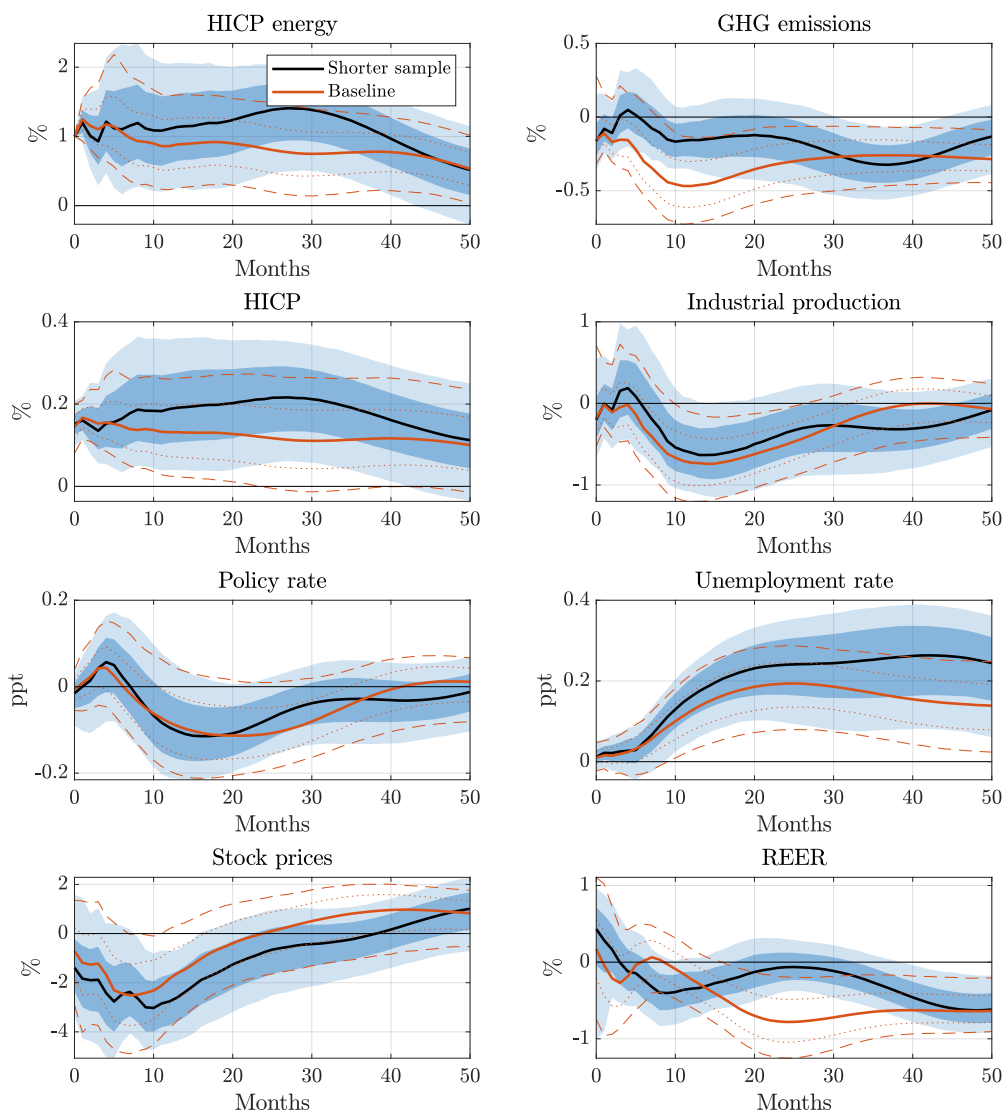 HICP energy
2
1
0
%
Shorter sample
Baseline
0 10 20 30 40 50
Months
GHG emissions
0.5
0
-0.5
%
0 10 20 30 40 50
Months
HICP
0.4
0.2
0
%
0 10 20 30 40 50
Months
Industrial production
1
0
-1
%
0 10 20 30 40 50
Months
Policy rate
0.2
0
-0.2
ppt
0 10 20 30 40 50
Months
Unemployment rate
0.4
0.2
0
ppt
0 10 20 30 40 50
Months
Stock prices
2
0
-2
-4
%
0 10 20 30 40 50
Months
REER
1
0
-1
%
0 10 20 30 40 50
Months